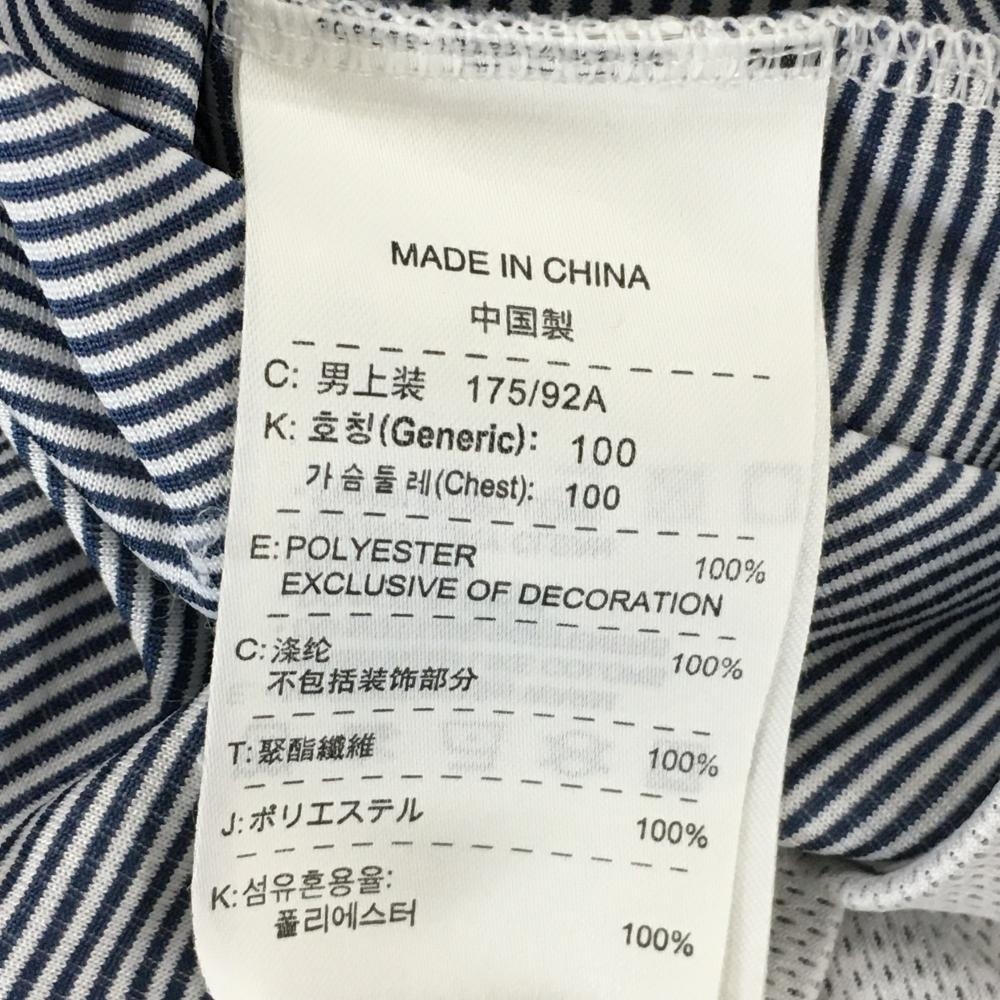 MADE IN CHINA
中国製
C: 男上装 175/92A
K: 호칭(Generic): 100
가슴둘레(Chest): 100
E: POLYESTER 100%
EXCLUSIVE OF DECORATION
C: 涤纶 100%
不包括装饰部分
T: 聚酯纖維 100%
J: ポリエステル 100%
K: 섬유혼용율:
폴리에스터 100%